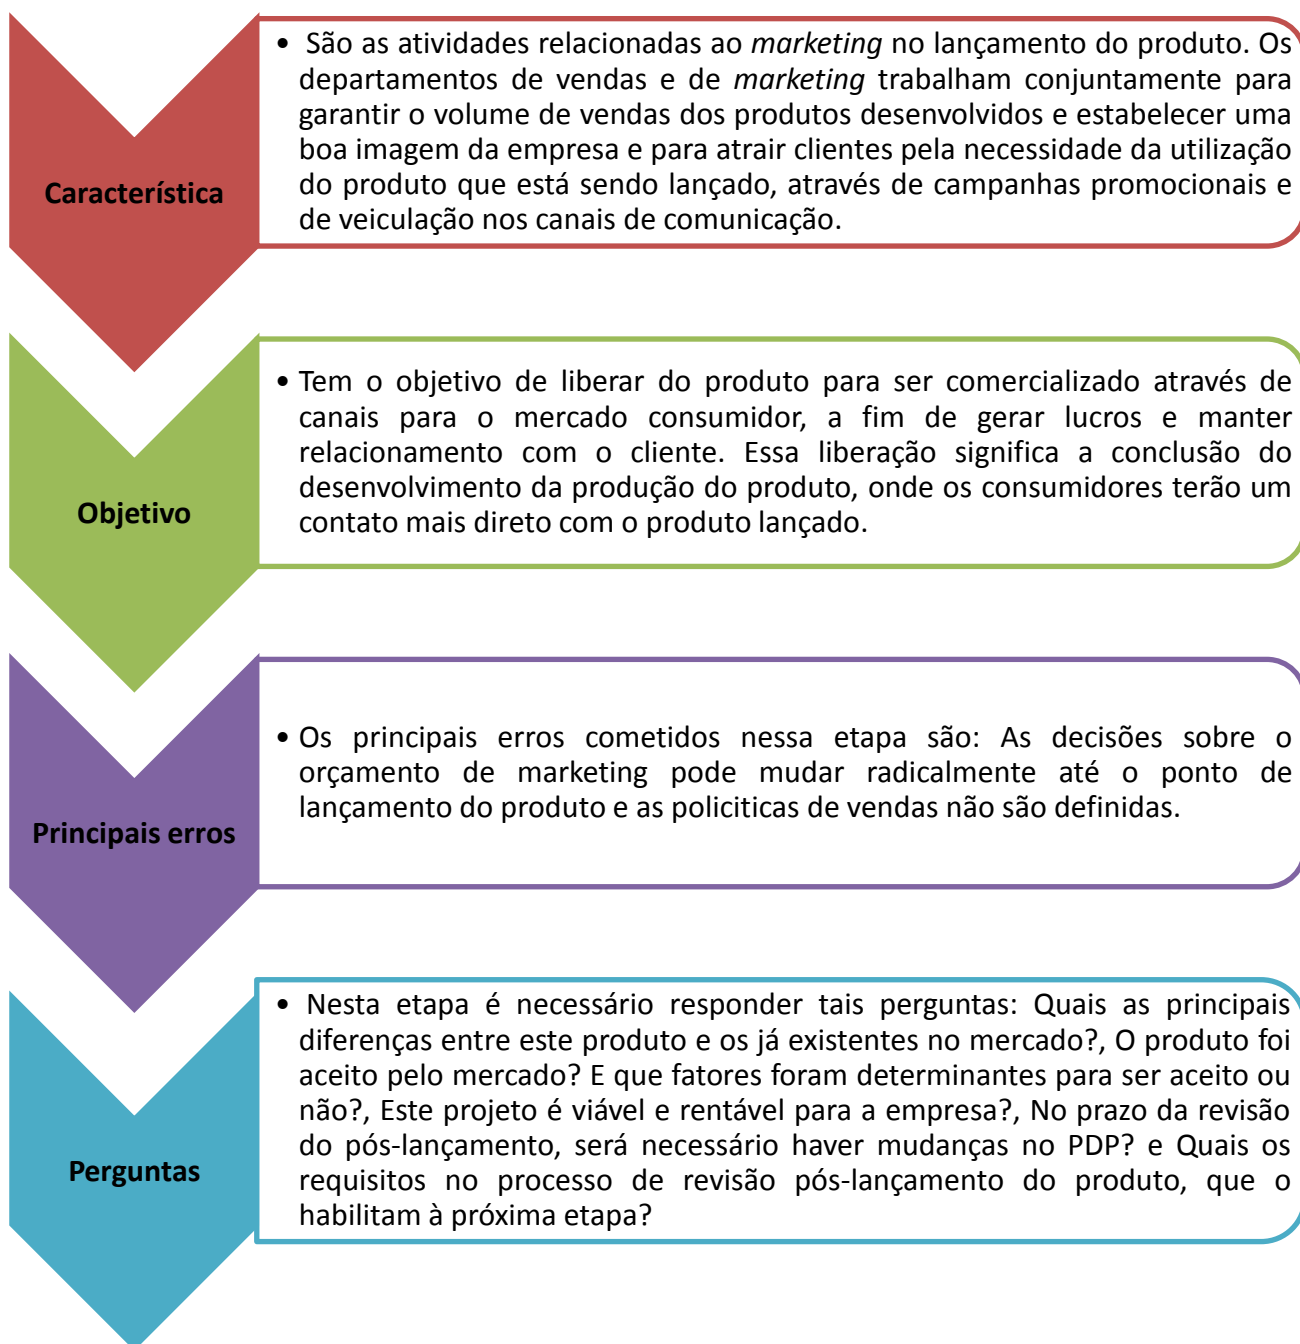 Característica
• São as atividades relacionadas ao marketing no lançamento do produto. Os
departamentos de vendas e de marketing trabalham conjuntamente para
garantir o volume de vendas dos produtos desenvolvidos e estabelecer uma
boa imagem da empresa e para atrair clientes pela necessidade da utilização
do produto que está sendo lançado, através de campanhas promocionais e
de veiculação nos canais de comunicação.
Objetivo
• Tem o objetivo de liberar do produto para ser comercializado através de
canais para o mercado consumidor, a fim de gerar lucros e manter
relacionamento com o cliente. Essa liberação significa a conclusão do
desenvolvimento da produção do produto, onde os consumidores terão um
contato mais direto com o produto lançado.
Principais erros
• Os principais erros cometidos nessa etapa são: As decisões sobre o
orçamento de marketing pode mudar radicalmente até o ponto de
lançamento do produto e as policiticas de vendas não são definidas.
Perguntas
• Nesta etapa é necessário responder tais perguntas: Quais as principais
diferenças entre este produto e os já existentes no mercado?, O produto foi
aceito pelo mercado? E que fatores foram determinantes para ser aceito ou
não?, Este projeto é viável e rentável para a empresa?, No prazo da revisão
do pós-lançamento, será necessário haver mudanças no PDP? e Quais os
requisitos no processo de revisão pós-lançamento do produto, que o
habilitam à próxima etapa?